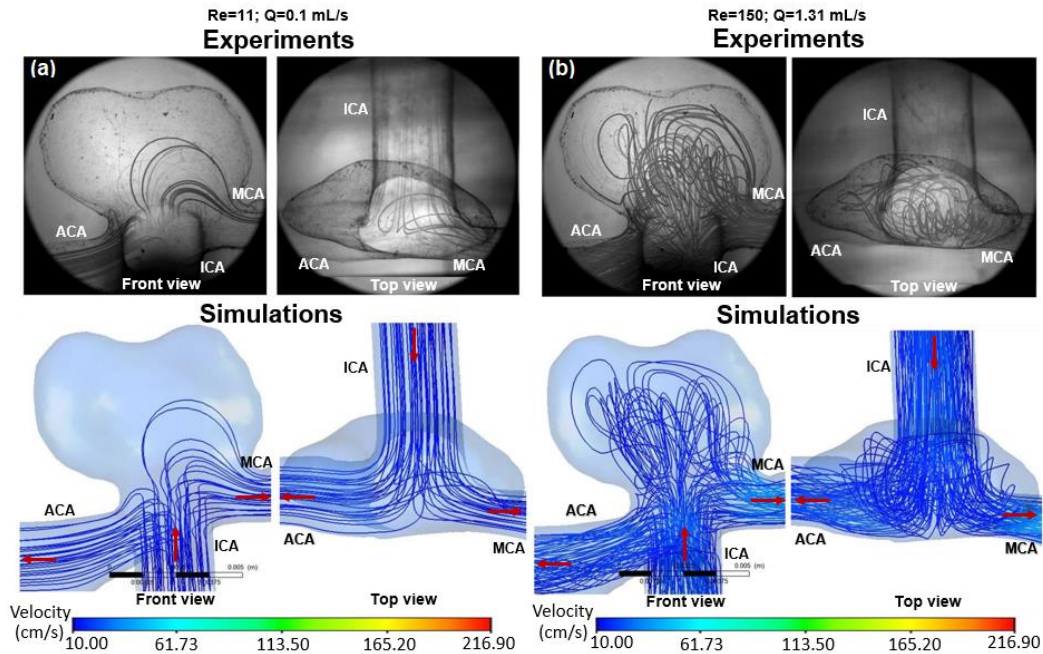 Re=11; Q=0.1 mL/s
Experiments
(a)
ICA
MCA
ACA
ICA
Front view
ACA
MCA
Top view
Simulations
ICA
MCA
ACA
ICA
0.005 (m)
Front view
ACA
MCA
Top view
Velocity
(cm/s)
10.00 61.73 113.50 165.20 216.90
Re=150; Q=1.31 mL/s
Experiments
(b)
ICA
MCA
ACA
ICA
Front view
ACA
MCA
Top view
Simulations
ICA
MCA
ACA
ICA
0.005 (m)
Front view
ACA
MCA
Top view
Velocity
(cm/s)
10.00 61.73 113.50 165.20 216.90